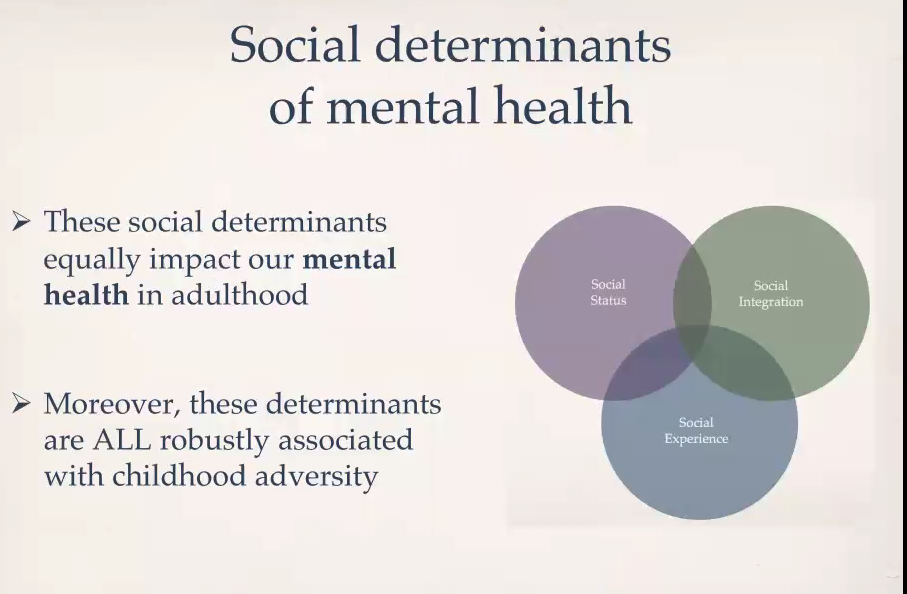 Social determinants
of mental health
➢ These social determinants
equally impact our mental
health in adulthood
➢ Moreover, these determinants
are ALL robustly associated
with childhood adversity
Social
Status
Social
Integration
Social
Experience